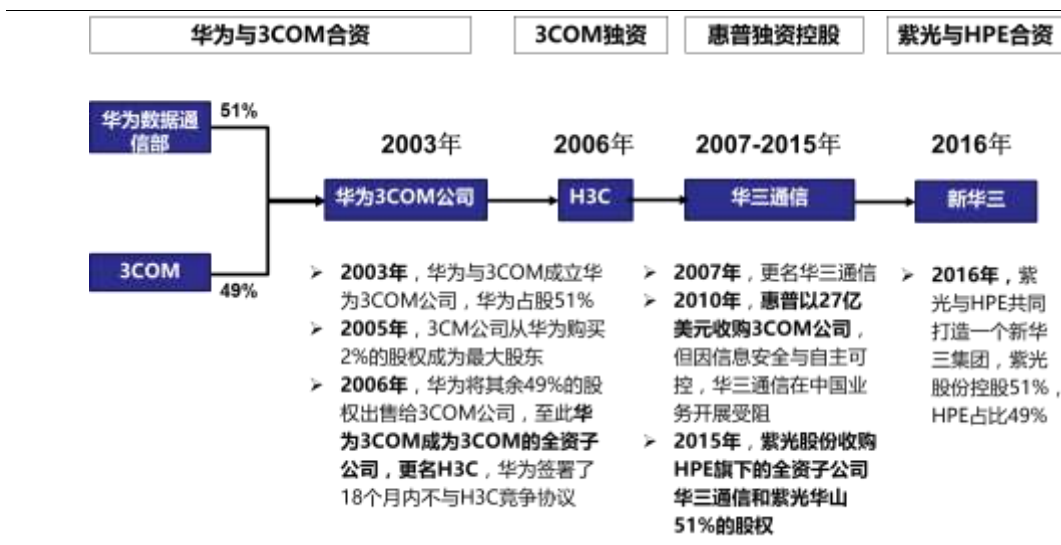 华为与3COM合资
3COM独资
惠普独资控股
紫光与HPE合资
华为数据通
信部
51%
3COM
49%
2003年
2006年
2007-2015年
2016年
华为3COM公司
H3C
华三通信
新华三
➢ 2003年，华为与3COM成立华
为3COM公司，华为占股51%
➢ 2005年，3CM公司从华为购买
2%的股权成为最大股东
➢ 2006年，华为将其余49%的股
权出售给3COM公司，至此华
为3COM成为3COM的全资子
公司，更名H3C，华为签署了
18个月内不与H3C竞争协议
➢ 2007年，更名华三通信
➢ 2010年，惠普以27亿
美元收购3COM公司，
但因信息安全与自主可
控，华三通信在中国业
务开展受阻
➢ 2015年，紫光股份收购
HPE旗下的全资子公司
华三通信和紫光华山
51%的股权
➢ 2016年，紫
光与HPE共同
打造一个新华
三集团，紫光
股份控股51%，
HPE占比49%